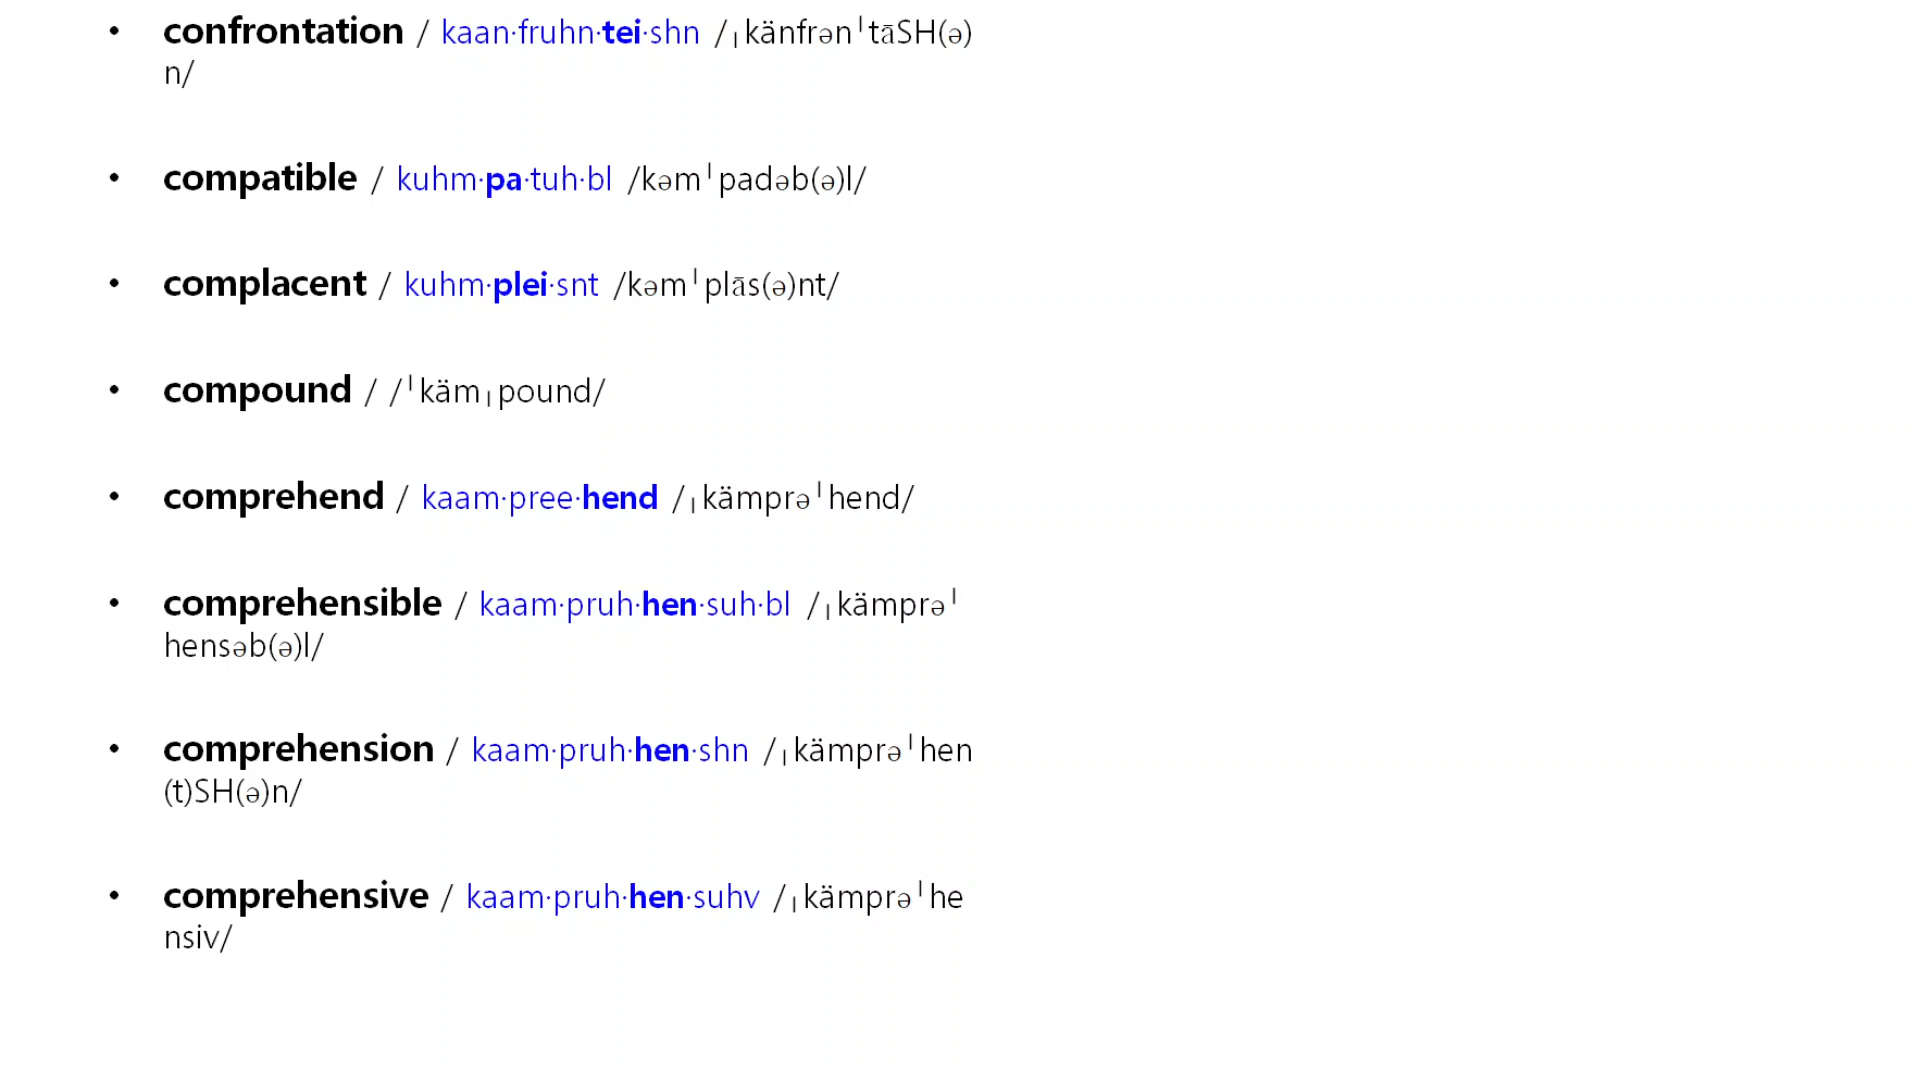 • confrontation / kaan·fruhn·tei·shn /ˌkänfrənˈtāSH(ə)
n/
• compatible / kuhm·pa·tuh·bl /kəmˈpadəb(ə)l/
• complacent / kuhm·plei·snt /kəmˈplās(ə)nt/
• compound / /ˈkämˌpound/
• comprehend / kaam·pree·hend /ˌkämprəˈhend/
• comprehensible / kaam·pruh·hen·suh·bl /ˌkämprəˈ
hensəb(ə)l/
• comprehension / kaam·pruh·hen·shn /ˌkämprəˈhen
(t)SH(ə)n/
• comprehensive / kaam·pruh·hen·suhv /ˌkämprəˈhe
nsiv/